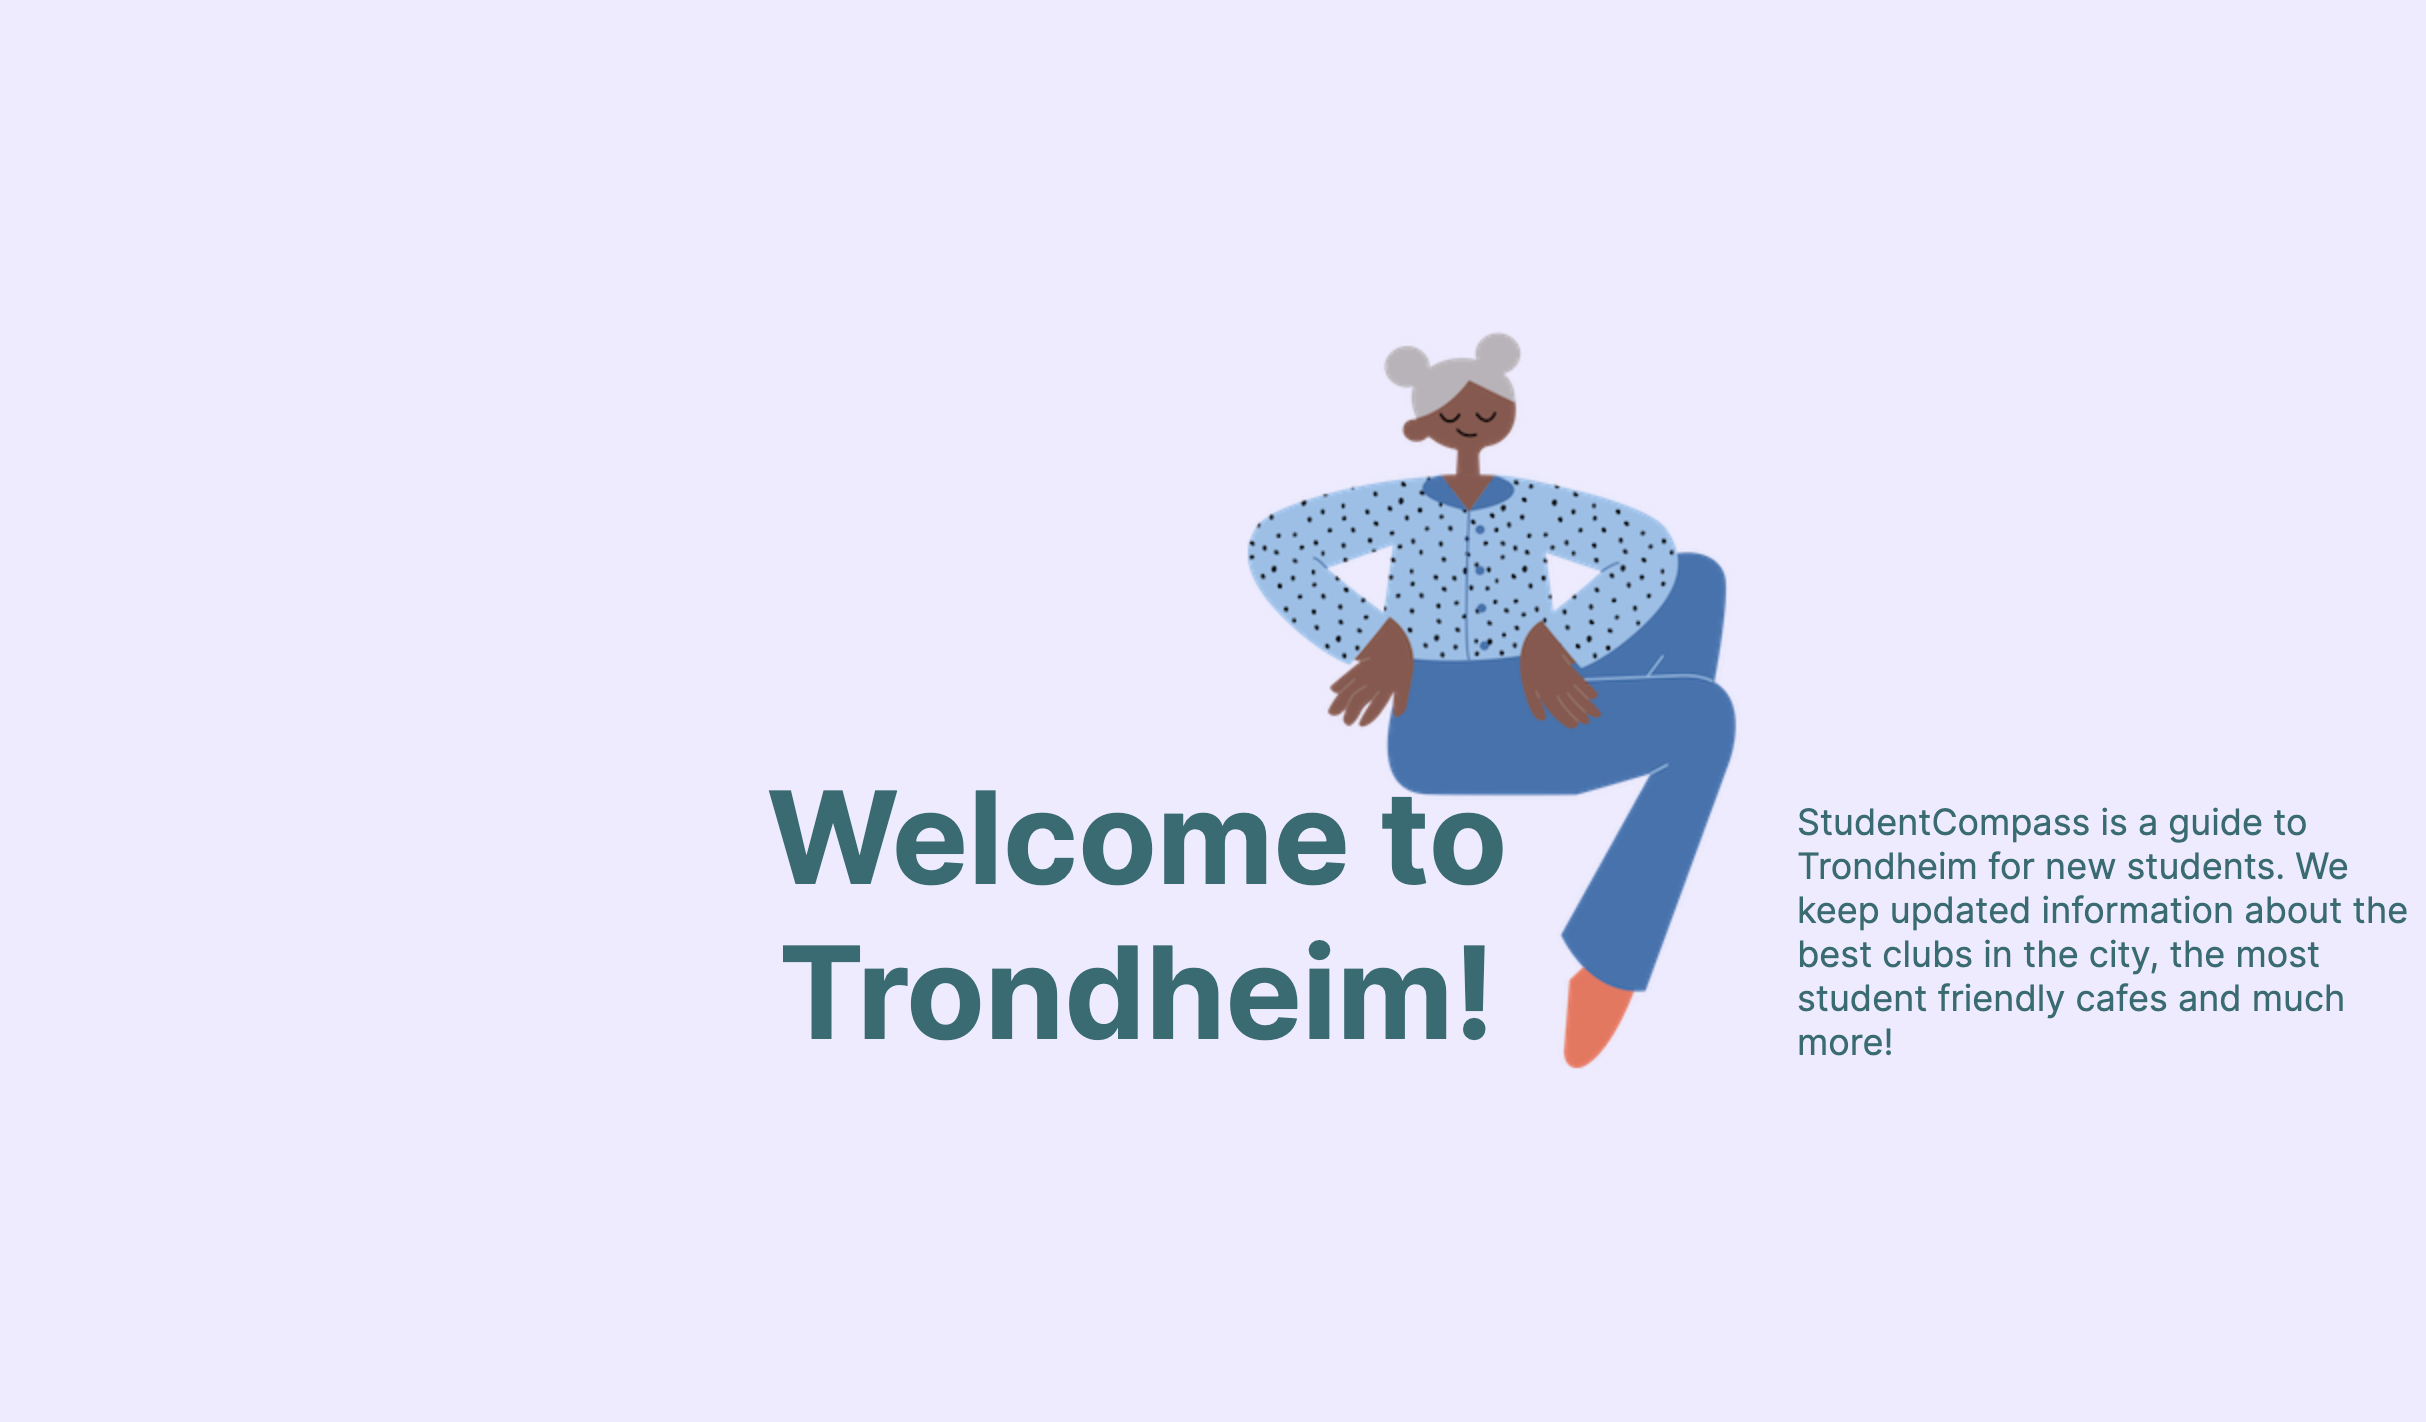 Welcome to
Trondheim!
StudentCompass is a guide to
Trondheim for new students. We
keep updated information about the
best clubs in the city, the most
student friendly cafes and much
more!